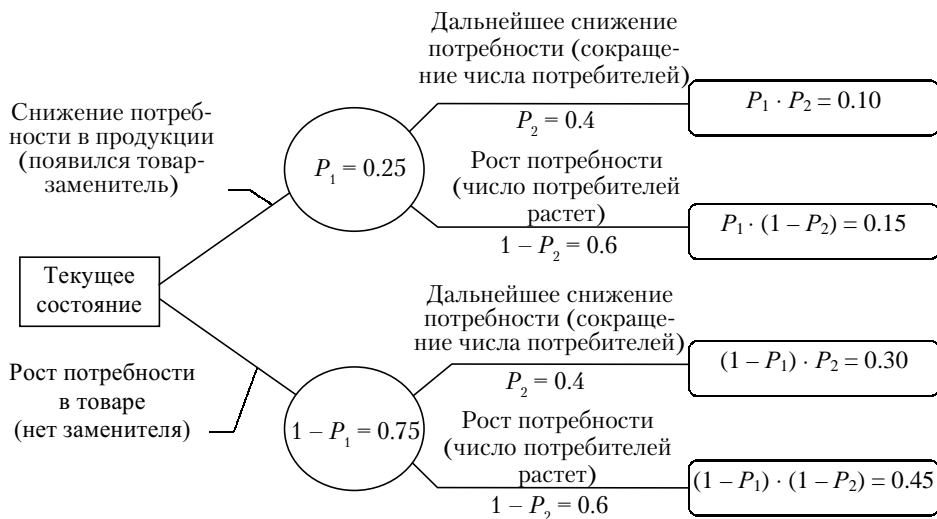 Дальнейшее снижение
потребности (сокраще-
ние числа потребителей)
P₂ = 0.4
P₁ · P₂ = 0.10
Снижение потреб-
ности в продукции
(появился товар-
заменитель)
P₁ = 0.25
Рост потребности
(число потребителей
растет)
1 – P₂ = 0.6
P₁ · (1 – P₂) = 0.15
Текущее
состояние
Дальнейшее снижение
потребности (сокраще-
ние числа потребителей)
P₂ = 0.4
(1 – P₁) · P₂ = 0.30
Рост потребности
в товаре
(нет заменителя)
1 – P₁ = 0.75
Рост потребности
(число потребителей
растет)
1 – P₂ = 0.6
(1 – P₁) · (1 – P₂) = 0.45